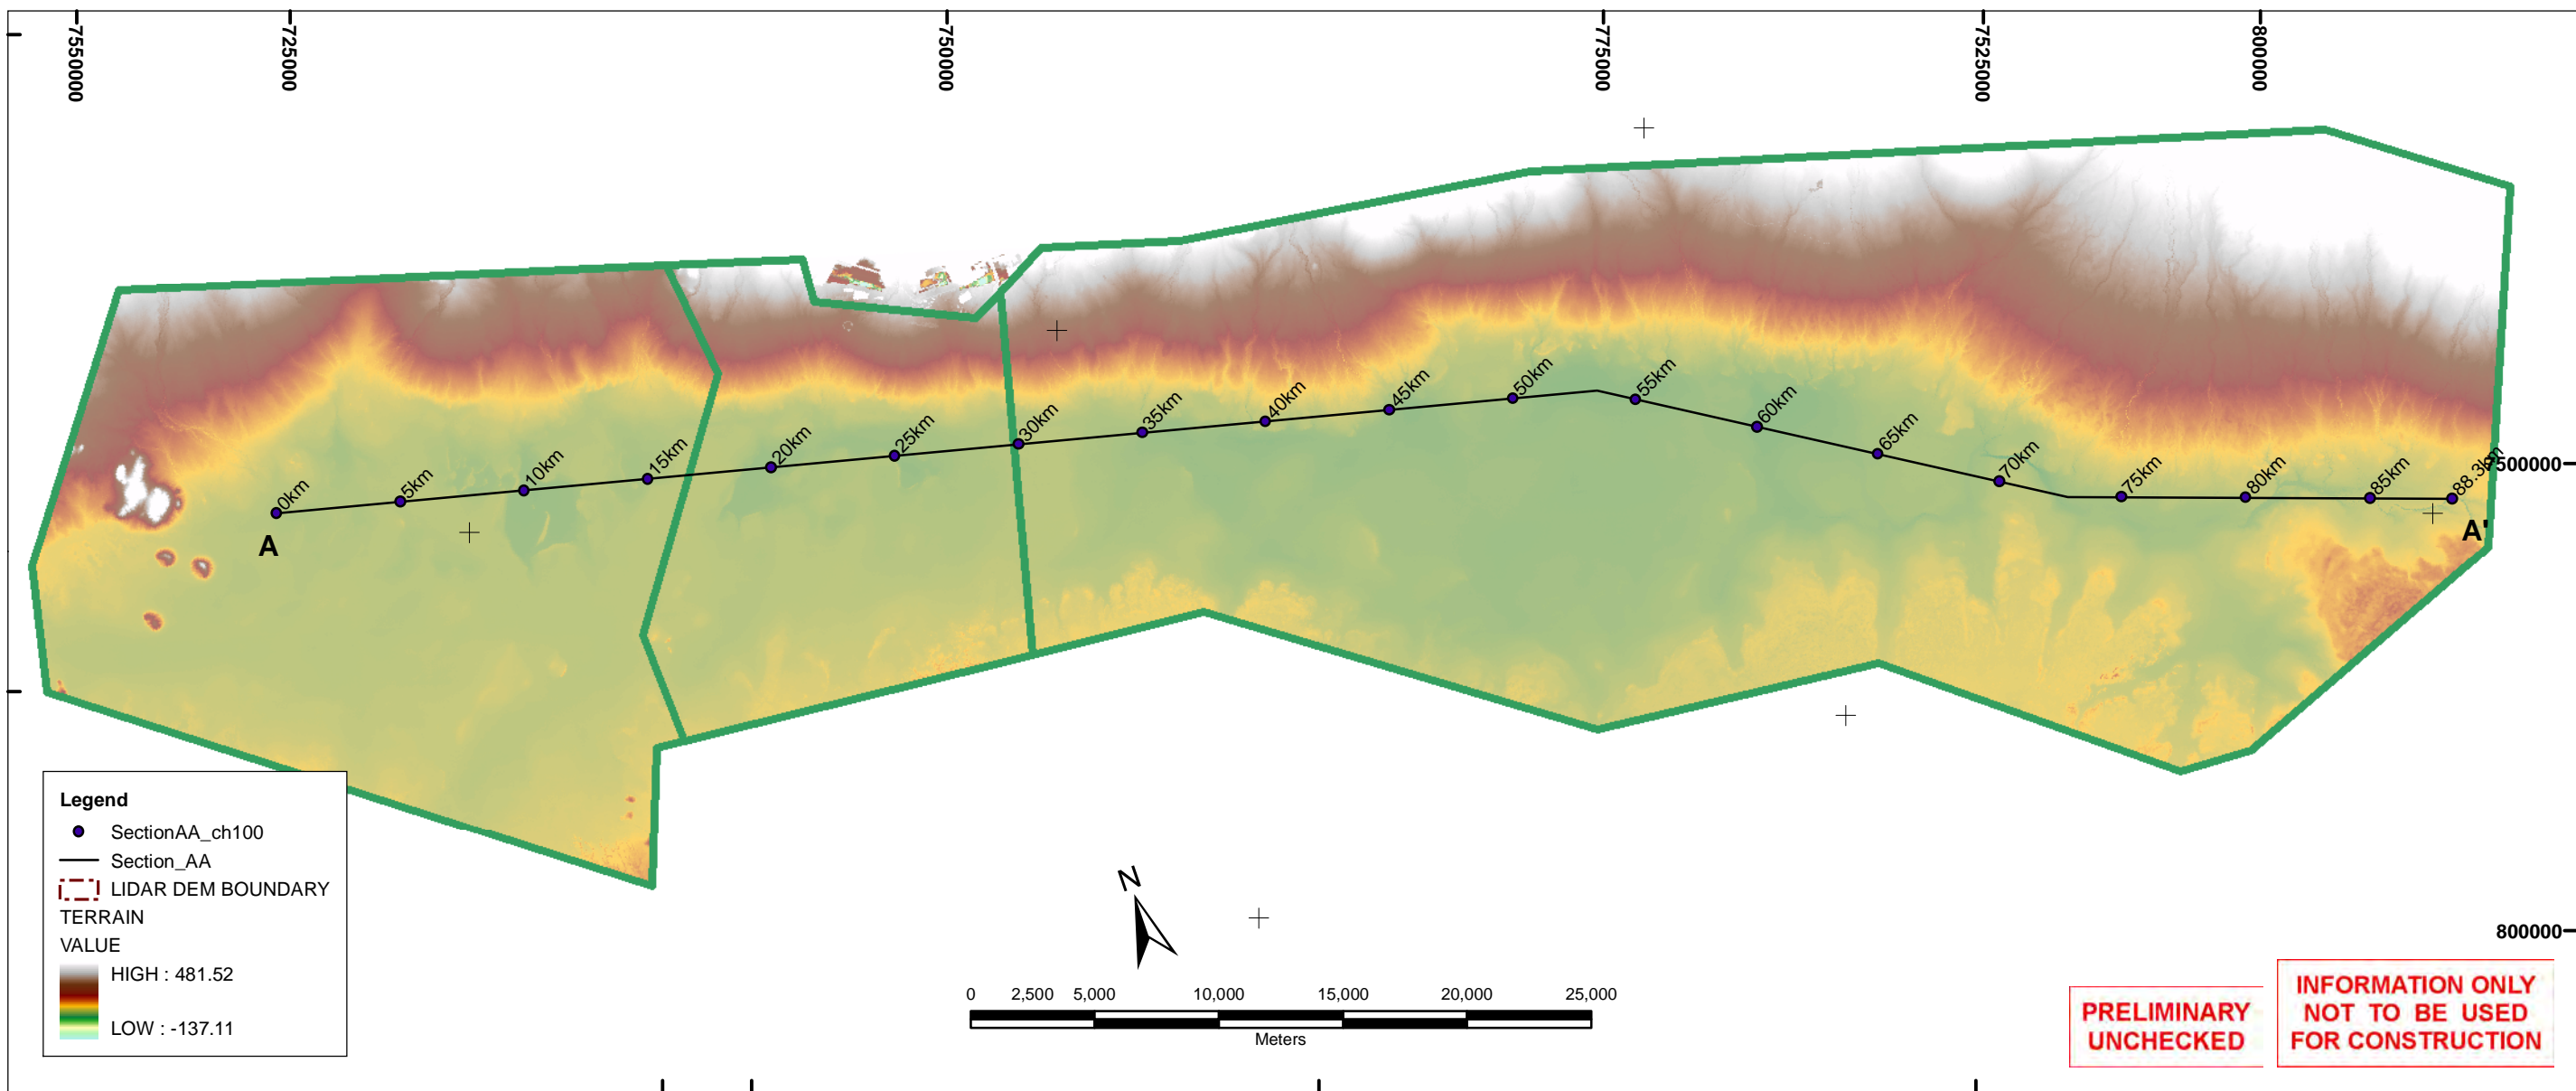 7550000
725000
750000
775000
7525000
800000
0km
5km
10km
15km
20km
25km
30km
35km
40km
45km
50km
55km
60km
65km
70km
75km
80km
85km
88.3km
500000
A
A'
Legend
SectionAA_ch100
Section_AA
LIDAR DEM BOUNDARY
TERRAIN
VALUE
HIGH : 481.52
LOW : -137.11
N
0 2,500 5,000 10,000 15,000 20,000 25,000
Meters
800000
PRELIMINARY
UNCHECKED
INFORMATION ONLY
NOT TO BE USED
FOR CONSTRUCTION